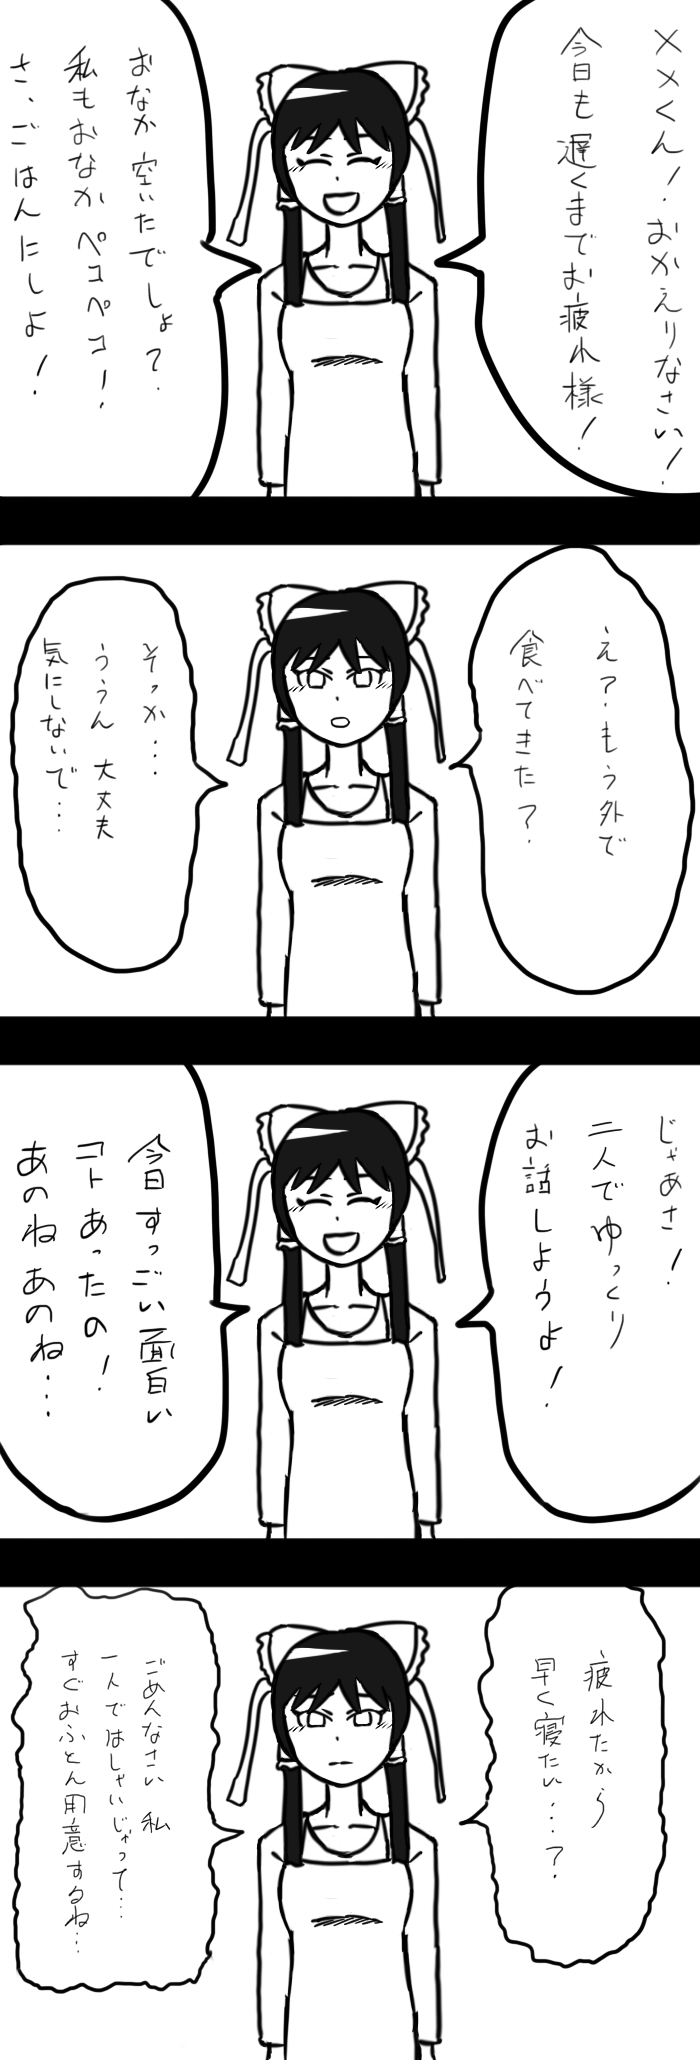 ××くん！おかえりなさい！
今日も遅くまでお疲れ様！
おなか空いたでしょ？
私もおなかペコペコ！
さ、ごはんにしよ！
え？もう外で
食べてきた？
そっか…
ううん大丈夫
気にしないで…
じゃあさ！
二人でゆっくり
お話しようよ！
今日すっごい面白い
コトあったの！
あのねあのね…
疲れたから
早く寝たい…？
ごめんなさい私
一人ではしゃいじゃって…
すぐおふとん用意するね…